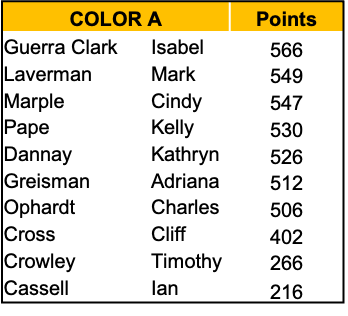 COLOR A Points
Guerra Clark Isabel 566
Laverman Mark 549
Marple Cindy 547
Pape Kelly 530
Dannay Kathryn 526
Greisman Adriana 512
Ophardt Charles 506
Cross Cliff 402
Crowley Timothy 266
Cassell Ian 216